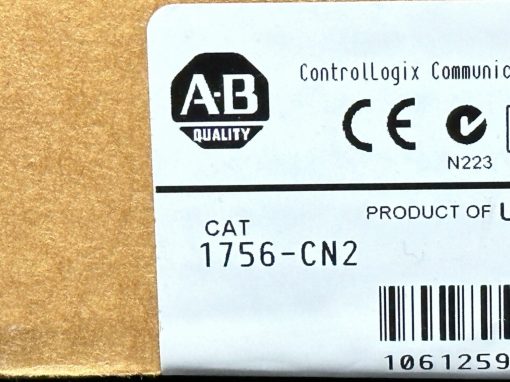 A-B
QUALITY
ControlLogix Communic
CE
N223
PRODUCT OF U
CAT
1756-CN2
1061259